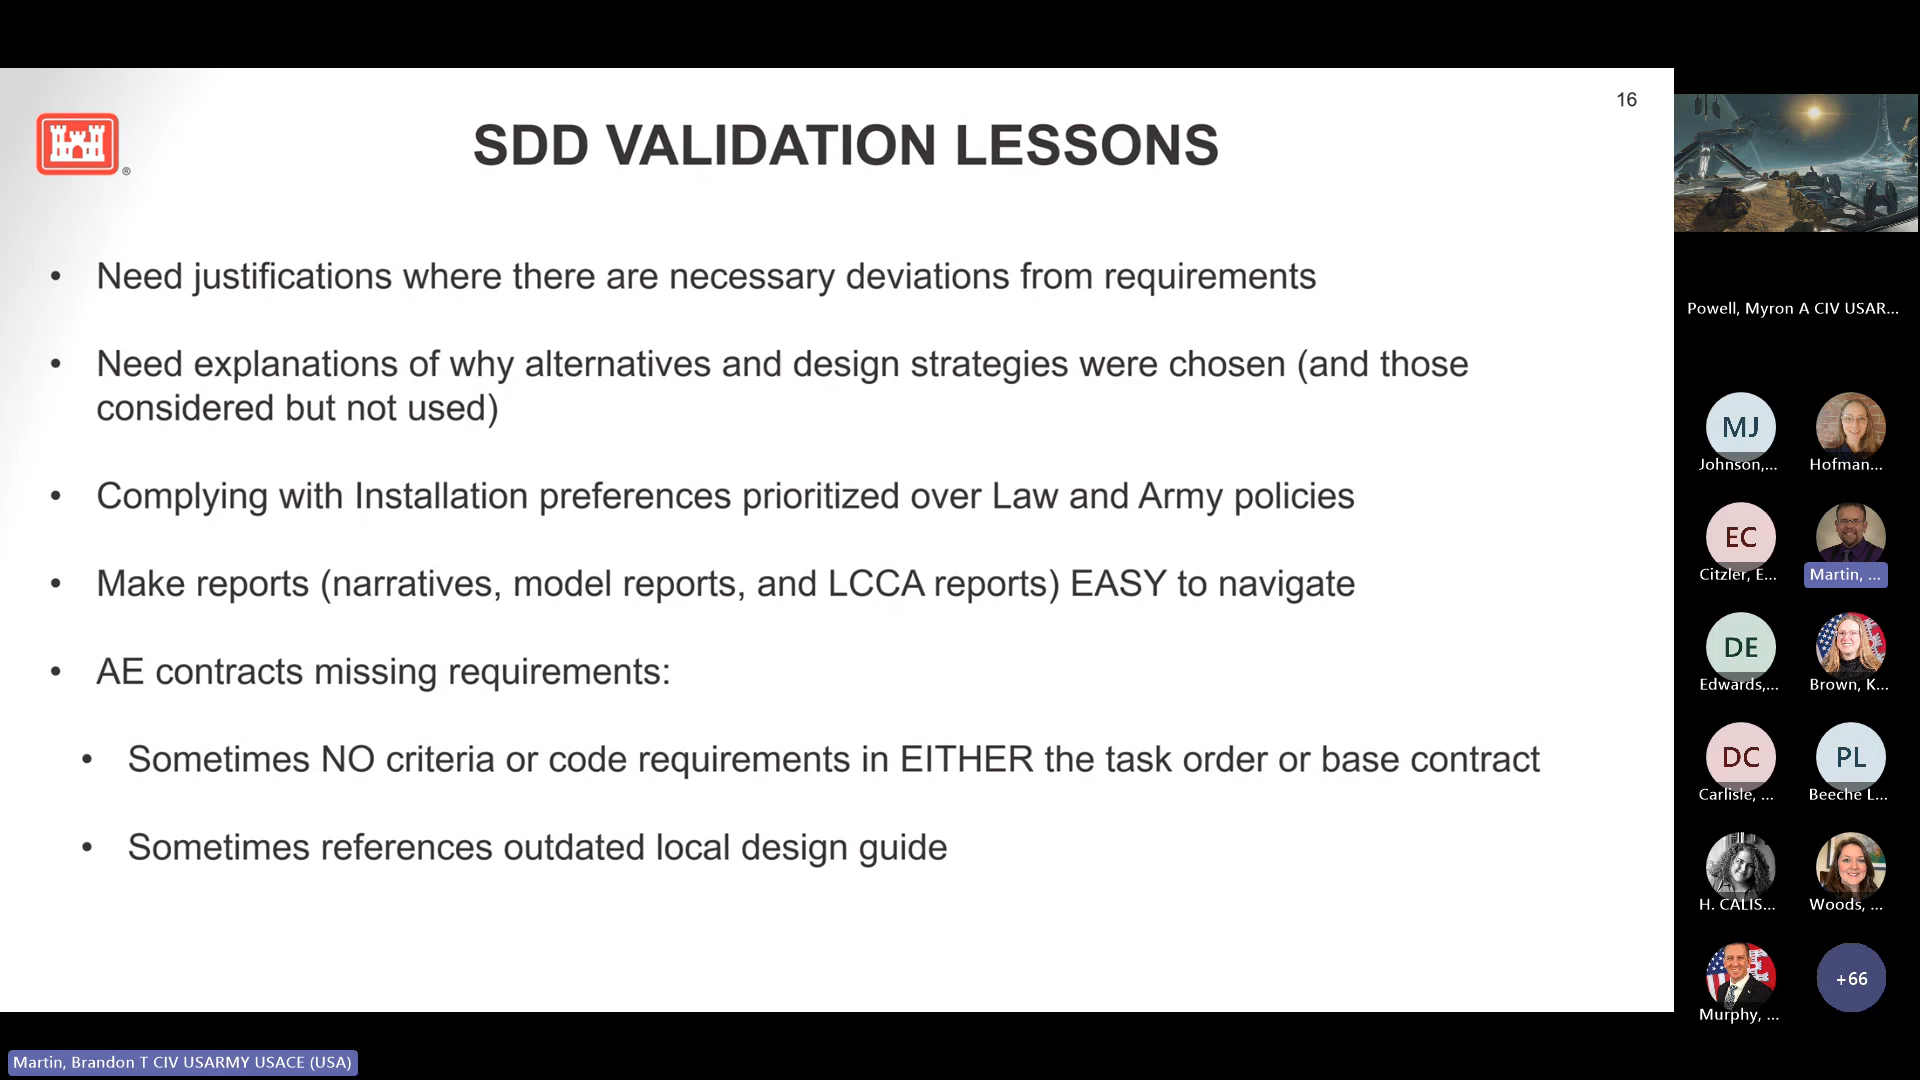 16
SDD VALIDATION LESSONS
®
• Need justifications where there are necessary deviations from requirements
• Need explanations of why alternatives and design strategies were chosen (and those
considered but not used)
• Complying with Installation preferences prioritized over Law and Army policies
• Make reports (narratives, model reports, and LCCA reports) EASY to navigate
• AE contracts missing requirements:
• Sometimes NO criteria or code requirements in EITHER the task order or base contract
• Sometimes references outdated local design guide
Powell, Myron A CIV USAR...
MJ
Johnson,...
Hofman...
EC
Citzler, E...
Martin, ...
DE
Edwards,...
Brown, K...
DC
Carlisle, ...
PL
Beeche L...
H. CALIS...
Woods, ...
Murphy, ...
+66
Martin, Brandon T CIV USARMY USACE (USA)